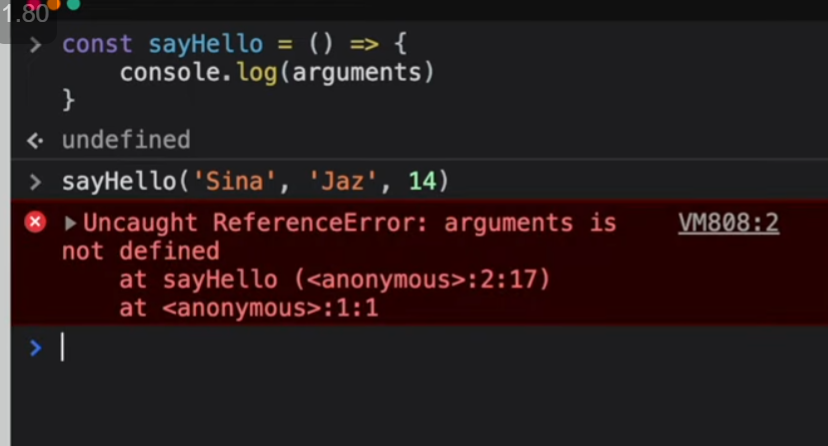 1.80
> const sayHello = () => {
console.log(arguments)
}
<· undefined
> sayHello('Sina', 'Jaz', 14)
▶Uncaught ReferenceError: arguments is VM808:2
not defined
at sayHello (<anonymous>:2:17)
at <anonymous>:1:1
>